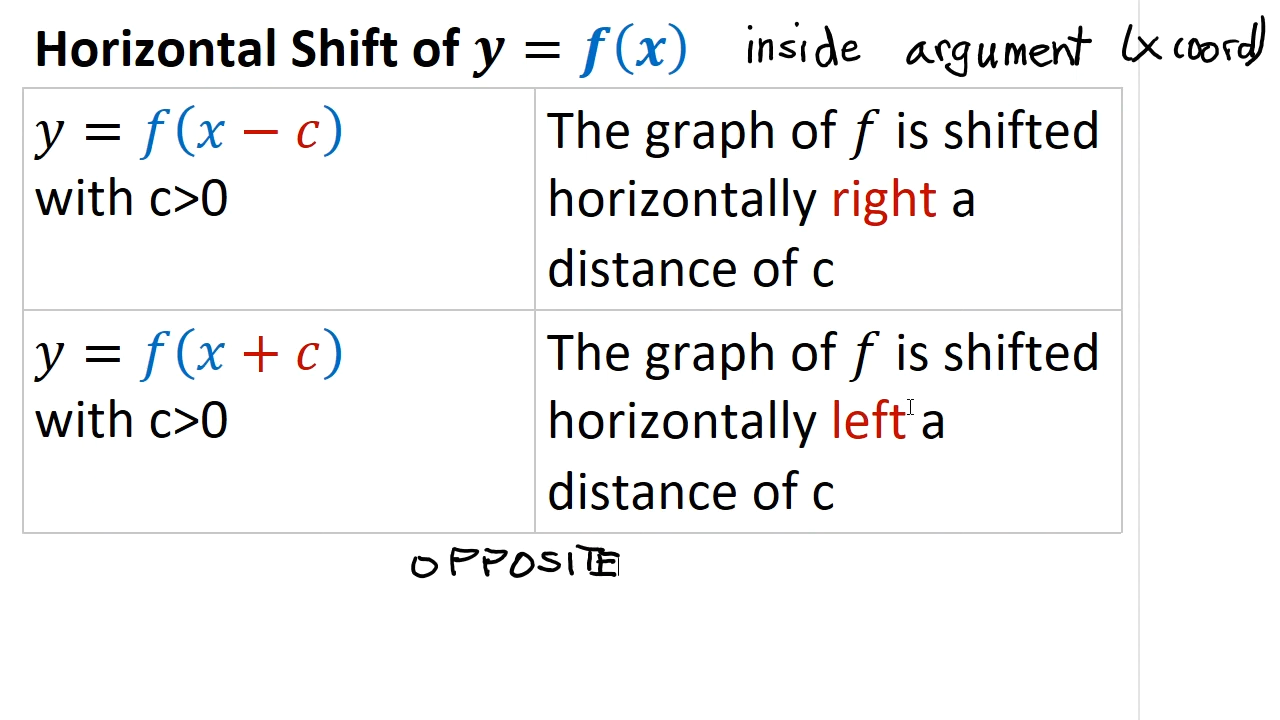 Horizontal Shift of y = f(x) inside argument (x coord)
y = f(x − c)
with c>0
The graph of f is shifted
horizontally right a
distance of c
y = f(x + c)
with c>0
The graph of f is shifted
horizontally left a
distance of c
OPPOSITE